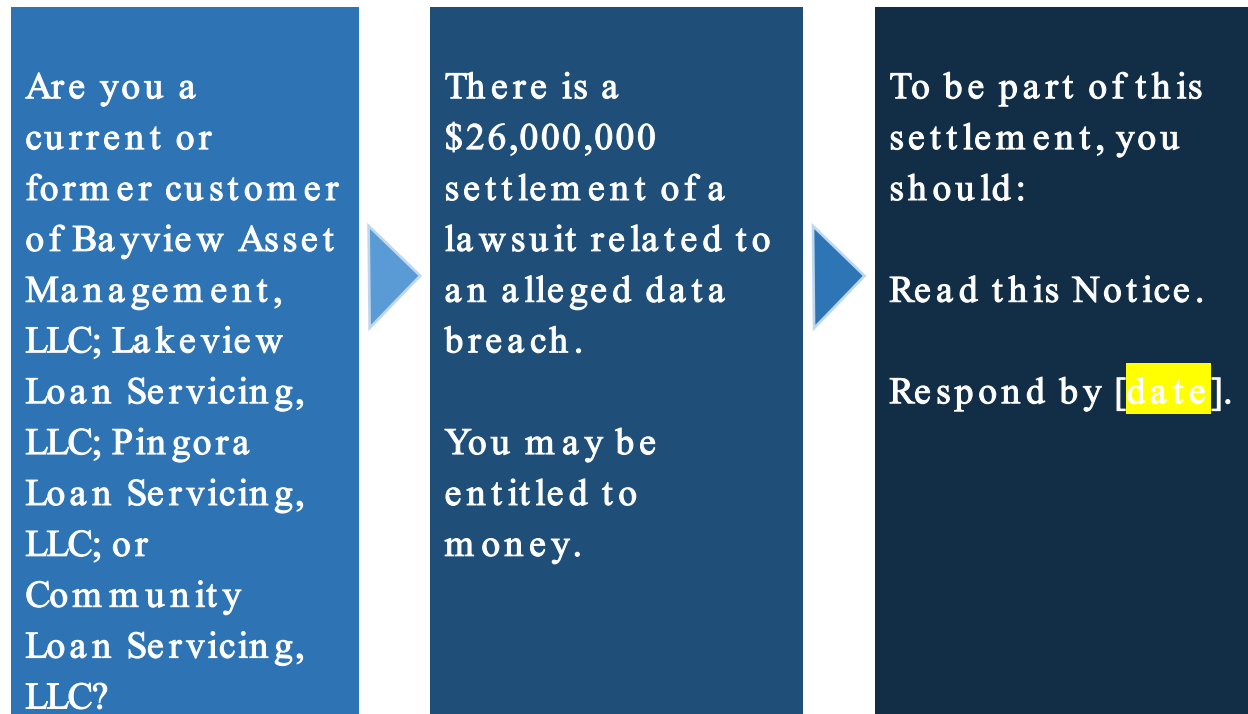 Are you a
current or
former customer
of Bayview Asset
Management,
LLC; Lakeview
Loan Servicing,
LLC; Pingora
Loan Servicing,
LLC; or
Community
Loan Servicing,
LLC?
There is a
$26,000,000
settlement of a
lawsuit related to
an alleged data
breach.
You may be
entitled to
money.
To be part of this
settlement, you
should:
Read this Notice.
Respond by [date].